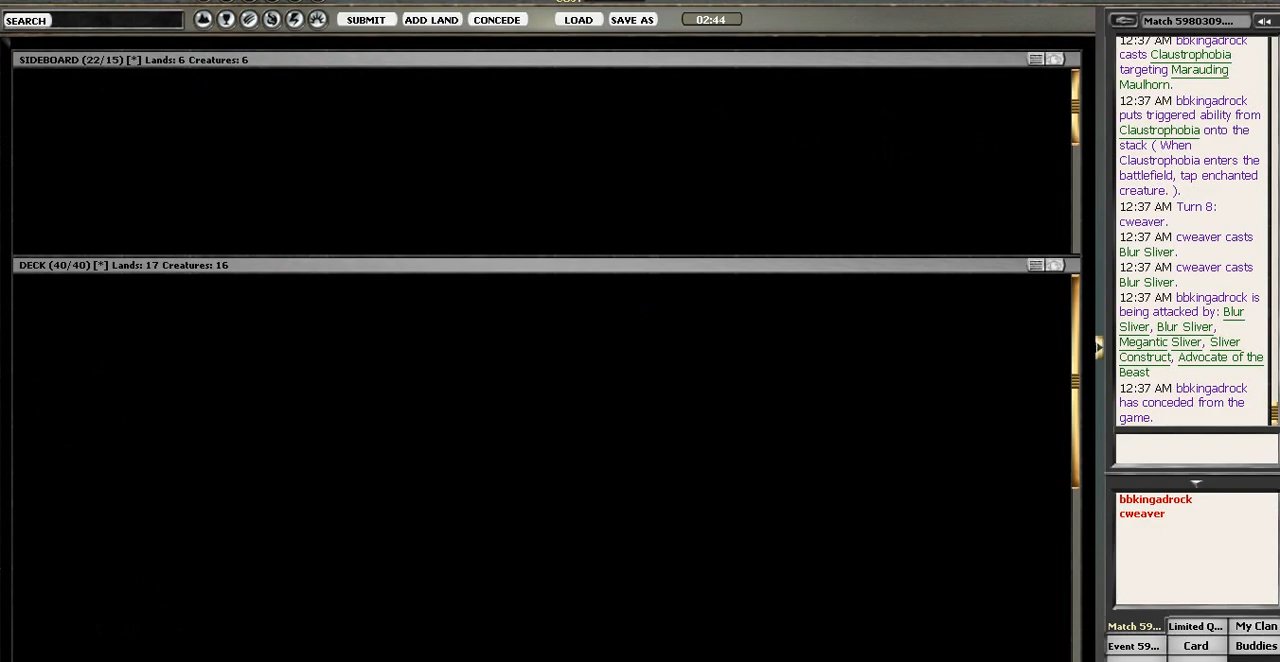 SEARCH
SUBMIT
ADD LAND
CONCEDE
LOAD
SAVE AS
02:44
Match 5980309....
SIDEBOARD (22/15) [*] Lands: 6 Creatures: 6
DECK (40/40) [*] Lands: 17 Creatures: 16
12:37 AM bbkingadrock
casts Claustrophobia
targeting Marauding
Maulhorn.
12:37 AM bbkingadrock
puts triggered ability from
Claustrophobia onto the
stack ( When
Claustrophobia enters the
battlefield, tap enchanted
creature. ).
12:37 AM Turn 8:
cweaver.
12:37 AM cweaver casts
Blur Sliver.
12:37 AM cweaver casts
Blur Sliver.
12:37 AM bbkingadrock is
being attacked by: Blur
Sliver, Blur Sliver,
Megantic Sliver, Sliver
Construct, Advocate of the
Beast
12:37 AM bbkingadrock
has conceded from the
game.
bbkingadrock
cweaver
Match 59... Limited Q... My Clan
Event 59... Card Buddies